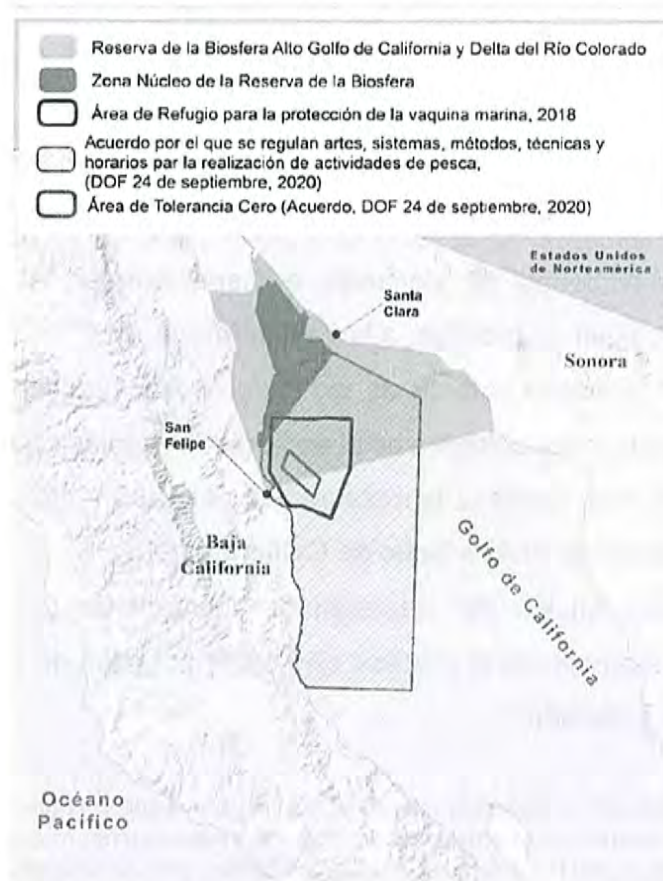 Reserva de la Biosfera Alto Golfo de California y Delta del Río Colorado
Zona Núcleo de la Reserva de la Biosfera
Área de Refugio para la protección de la vaquina marina, 2018
Acuerdo por el que se regulan artes, sistemas, métodos, técnicas y
horarios par la realización de actividades de pesca,
(DOF 24 de septiembre, 2020)
Área de Tolerancia Cero (Acuerdo, DOF 24 de septiembre, 2020)
Estados Unidos
de Norteamérica
Santa
Clara
Sonora
San
Felipe
Baja
California
Golfo de California
Océano
Pacífico